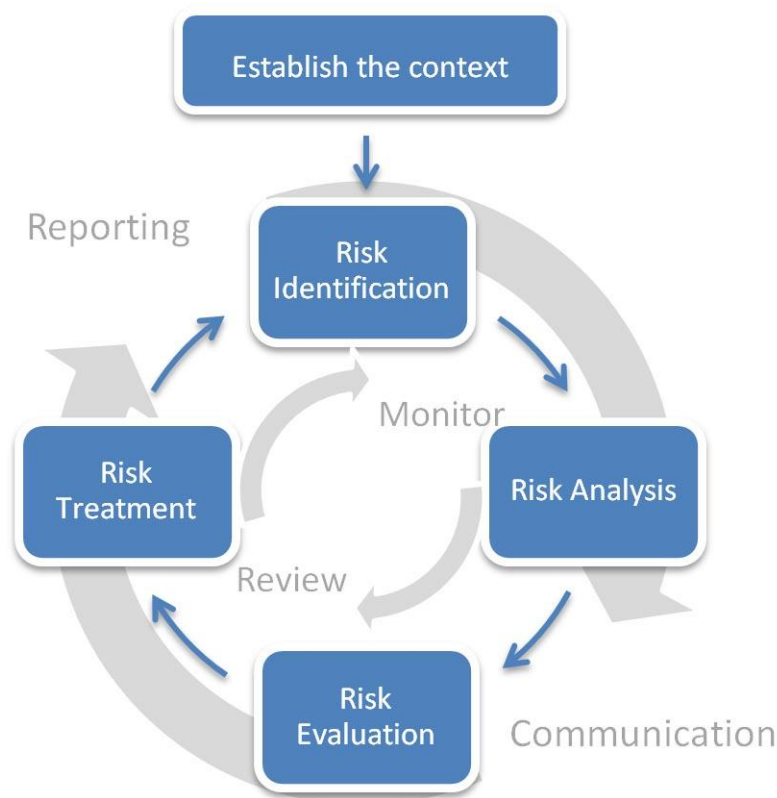 Establish the context
Reporting
Risk
Identification
Monitor
Risk
Treatment
Risk Analysis
Review
Risk
Evaluation
Communication